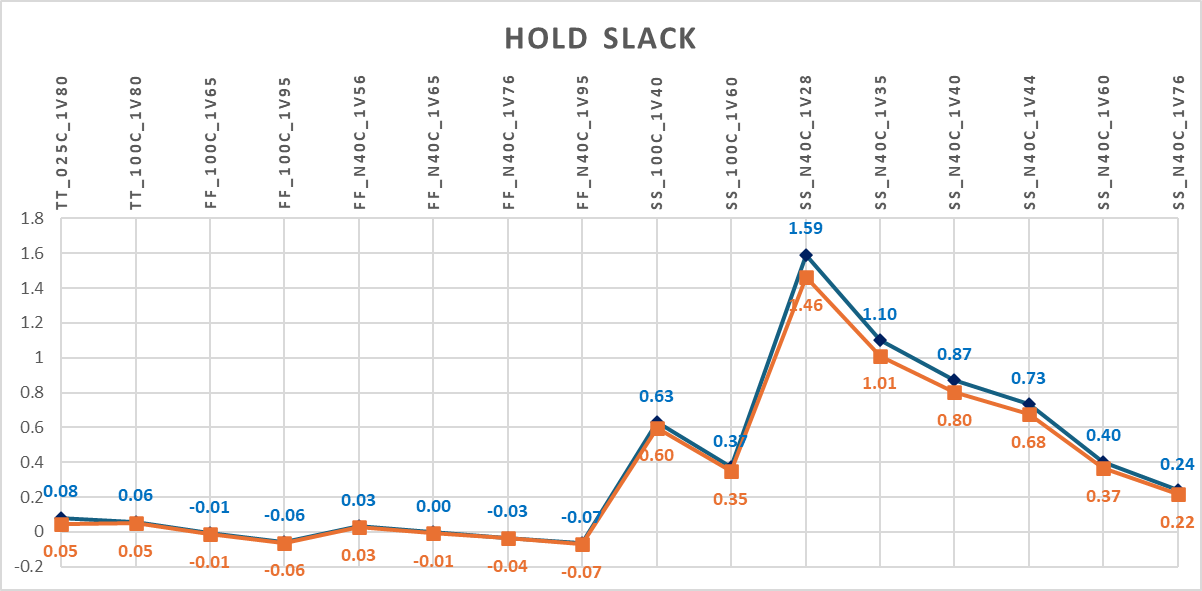 HOLD SLACK
TT_025C_1V80
TT_100C_1V80
FF_100C_1V65
FF_100C_1V95
FF_N40C_1V56
FF_N40C_1V65
FF_N40C_1V76
FF_N40C_1V95
SS_100C_1V40
SS_100C_1V60
SS_N40C_1V28
SS_N40C_1V35
SS_N40C_1V40
SS_N40C_1V44
SS_N40C_1V60
SS_N40C_1V76
1.8
1.6
1.4
1.2
1
0.8
0.6
0.4
0.2
0
-0.2
0.08
0.06
-0.01
-0.06
0.03
0.00
-0.03
-0.07
0.63
0.37
1.59
1.10
0.87
0.73
0.40
0.24
0.05
0.05
-0.01
-0.06
0.03
-0.01
-0.04
-0.07
0.60
0.35
1.46
1.01
0.80
0.68
0.37
0.22